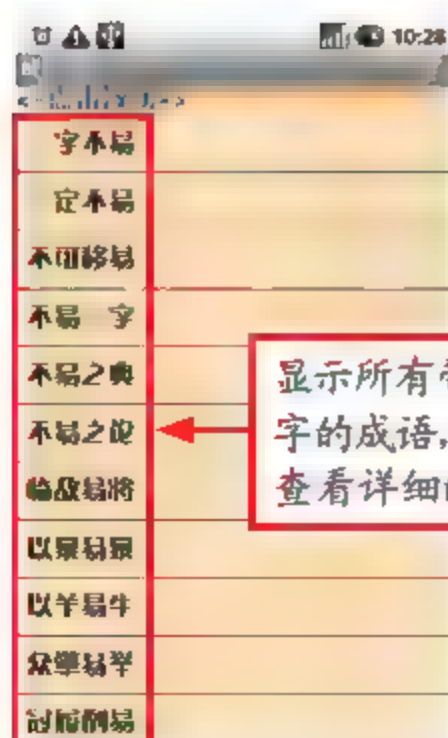 10:28
字不易
定不易
不可移易
不易 字
不易之典
不易之论
临敌易将
以暴易暴
以羊易牛
众擎易举
显示所有
字的成语，
查看详细